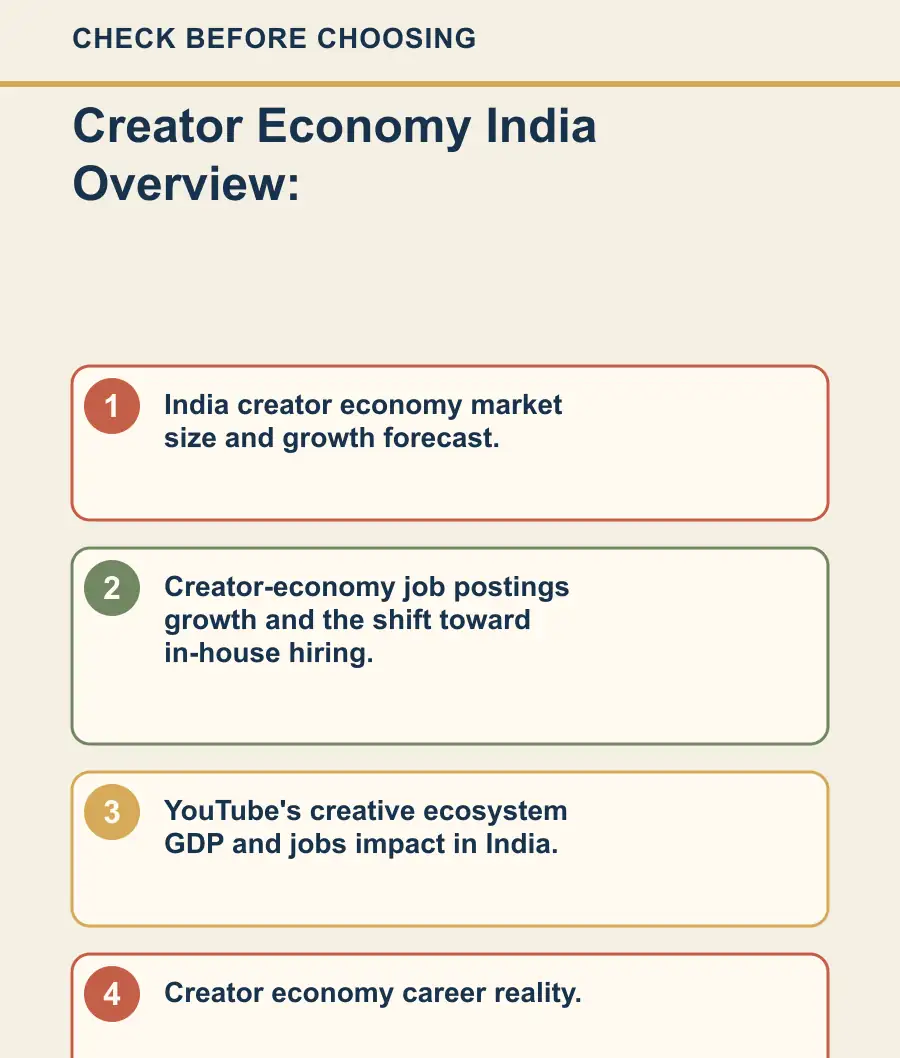 CHECK BEFORE CHOOSING
Creator Economy India
Overview:
1
India creator economy market
size and growth forecast.
2
Creator-economy job postings
growth and the shift toward
in-house hiring.
3
YouTube's creative ecosystem
GDP and jobs impact in India.
4
Creator economy career reality.